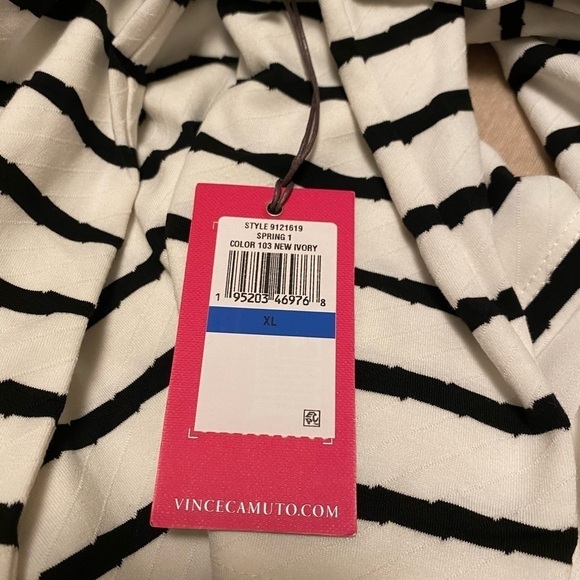 STYLE 9121619
SPRING 1
COLOR 103 NEW IVORY
1 95203 46976 8
XL
VINCECAMUTO.COM